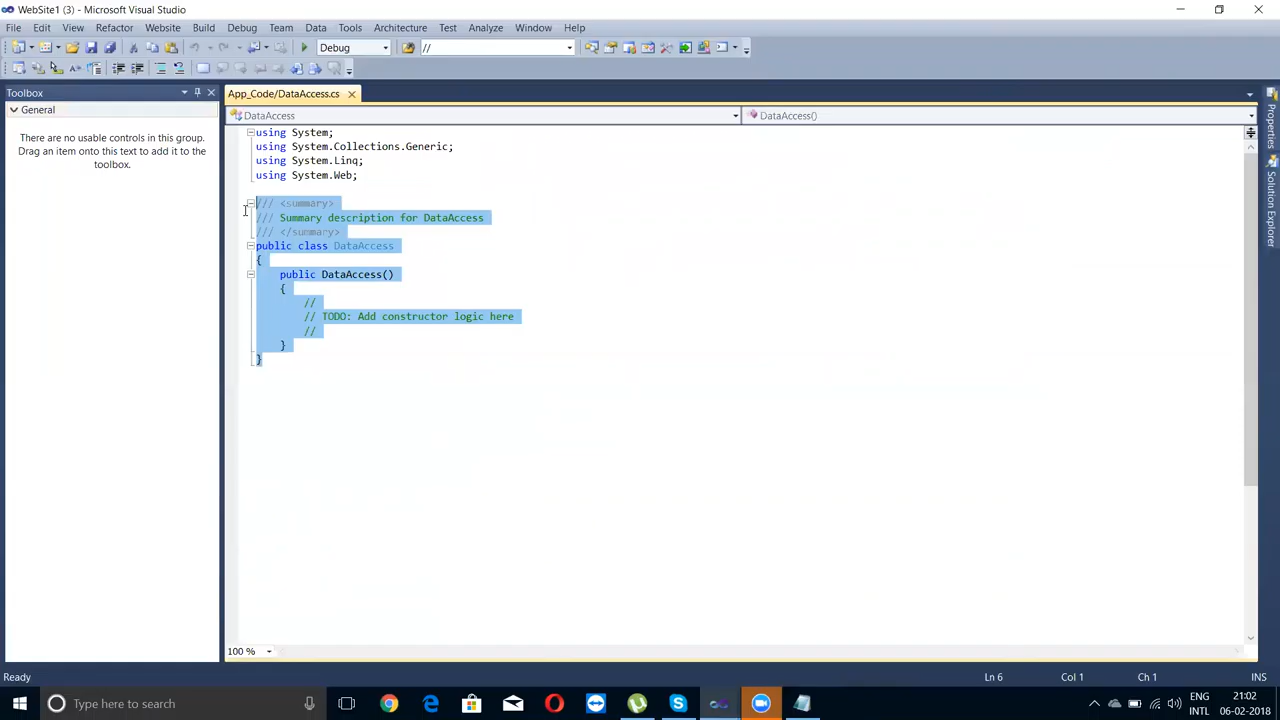 WebSite1 (3) - Microsoft Visual Studio
File Edit View Refactor Website Build Debug Team Data Tools Architecture Test Analyze Window Help
Debug //
Toolbox
General
There are no usable controls in this group.
Drag an item onto this text to add it to the
toolbox.
App_Code/DataAccess.cs
DataAccess DataAccess()
using System;
using System.Collections.Generic;
using System.Linq;
using System.Web;
/// <summary>
/// Summary description for DataAccess
/// </summary>
public class DataAccess
{
public DataAccess()
{
//
// TODO: Add constructor logic here
//
}
}
Properties
Solution Explorer
100 %
Ready Ln 6 Col 1 Ch 1 INS
Type here to search
ENG
INTL
21:02
06-02-2018